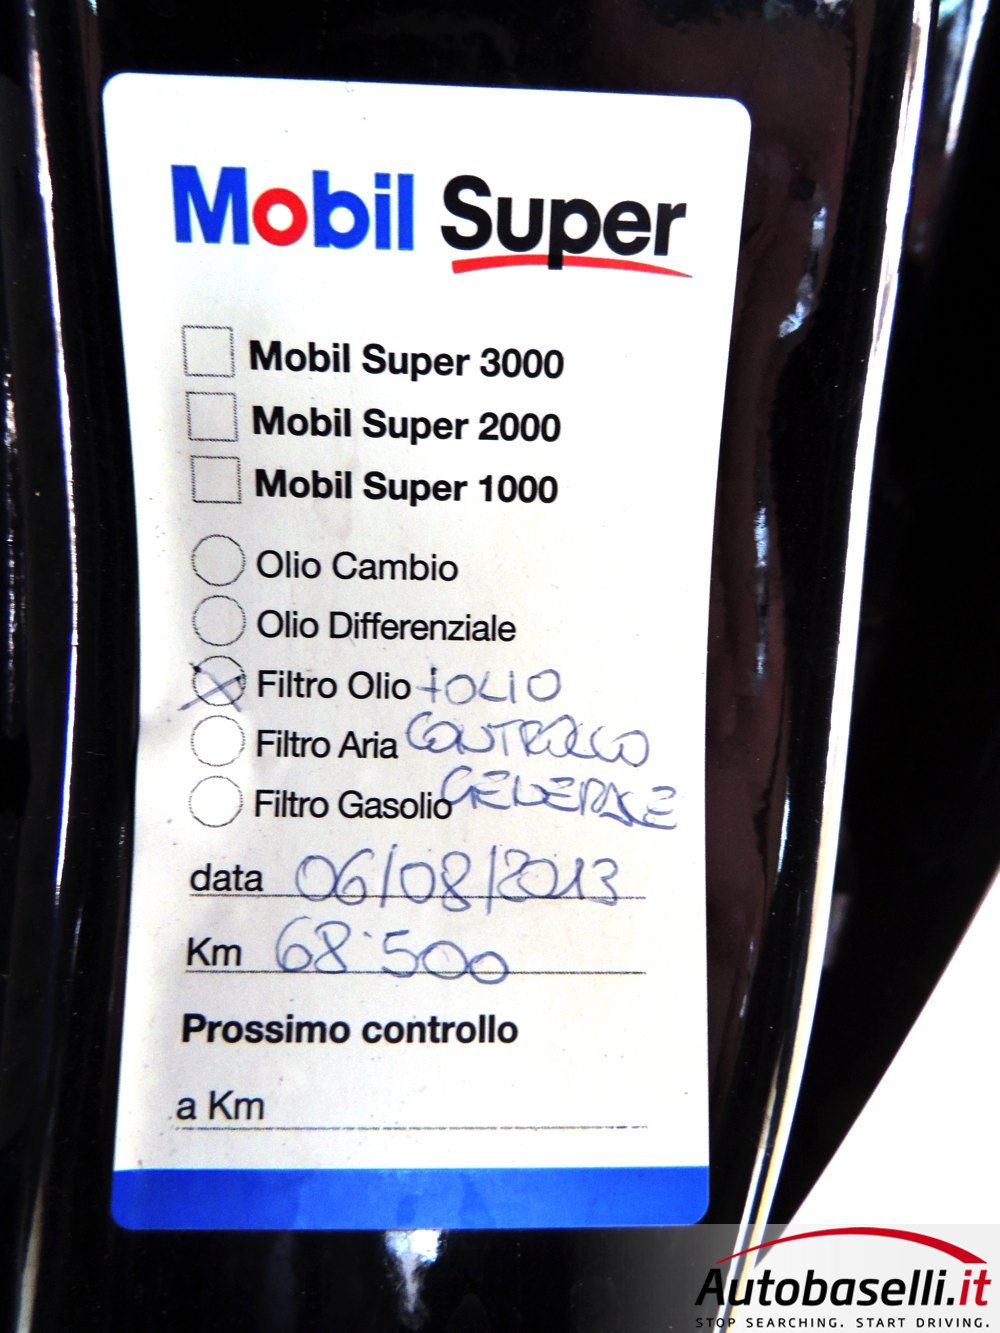 Mobil Super
Mobil Super 3000
Mobil Super 2000
Mobil Super 1000
Olio Cambio
Olio Differenziale
Filtro Olio +OLIO
Filtro Aria CONTROLLO
Filtro Gasolio GENERALE
data 06/08/2013
Km 68.500
Prossimo controllo
a Km
Autobaselli.it
STOP SEARCHING. START DRIVING.